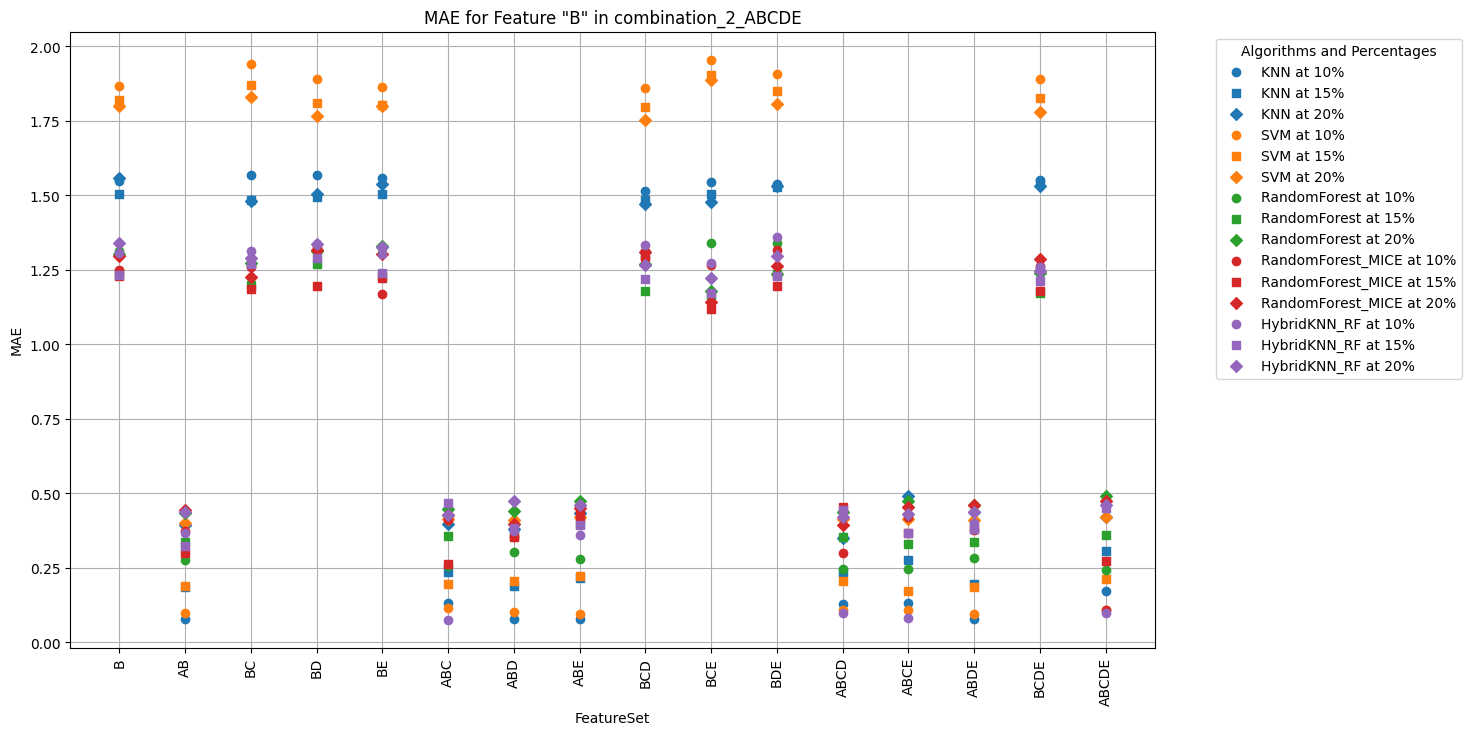 MAE for Feature "B" in combination_2_ABCDE
MAE
2.00
1.75
1.50
1.25
1.00
0.75
0.50
0.25
0.00
B
AB
BC
BD
BE
ABC
ABD
ABE
BCD
BCE
BDE
ABCD
ABCE
ABDE
BCDE
ABCDE
FeatureSet
Algorithms and Percentages
KNN at 10%
KNN at 15%
KNN at 20%
SVM at 10%
SVM at 15%
SVM at 20%
RandomForest at 10%
RandomForest at 15%
RandomForest at 20%
RandomForest_MICE at 10%
RandomForest_MICE at 15%
RandomForest_MICE at 20%
HybridKNN_RF at 10%
HybridKNN_RF at 15%
HybridKNN_RF at 20%